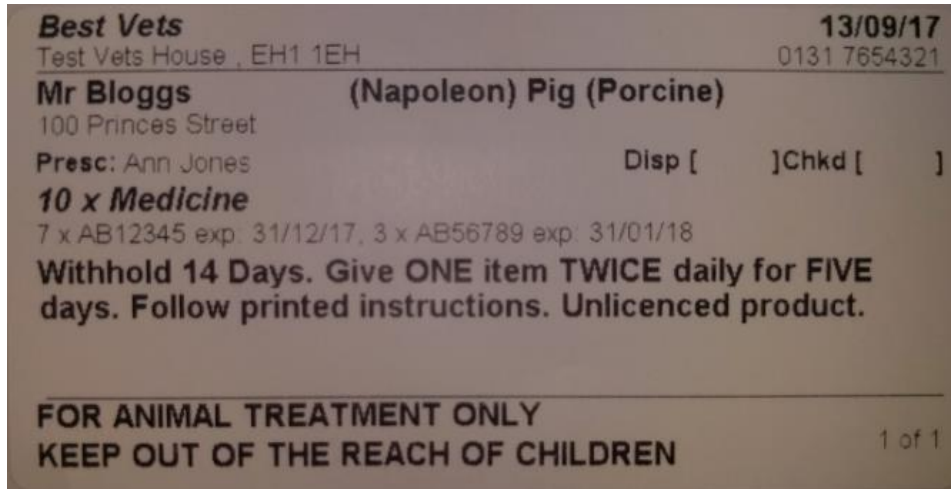 Best Vets 13/09/17
Test Vets House , EH1 1EH 0131 7654321
Mr Bloggs (Napoleon) Pig (Porcine)
100 Princes Street
Presc: Ann Jones Disp [ ]Chkd [ ]
10 x Medicine
7 x AB12345 exp: 31/12/17, 3 x AB56789 exp: 31/01/18
Withhold 14 Days. Give ONE item TWICE daily for FIVE
days. Follow printed instructions. Unlicenced product.
FOR ANIMAL TREATMENT ONLY
KEEP OUT OF THE REACH OF CHILDREN 1 of 1